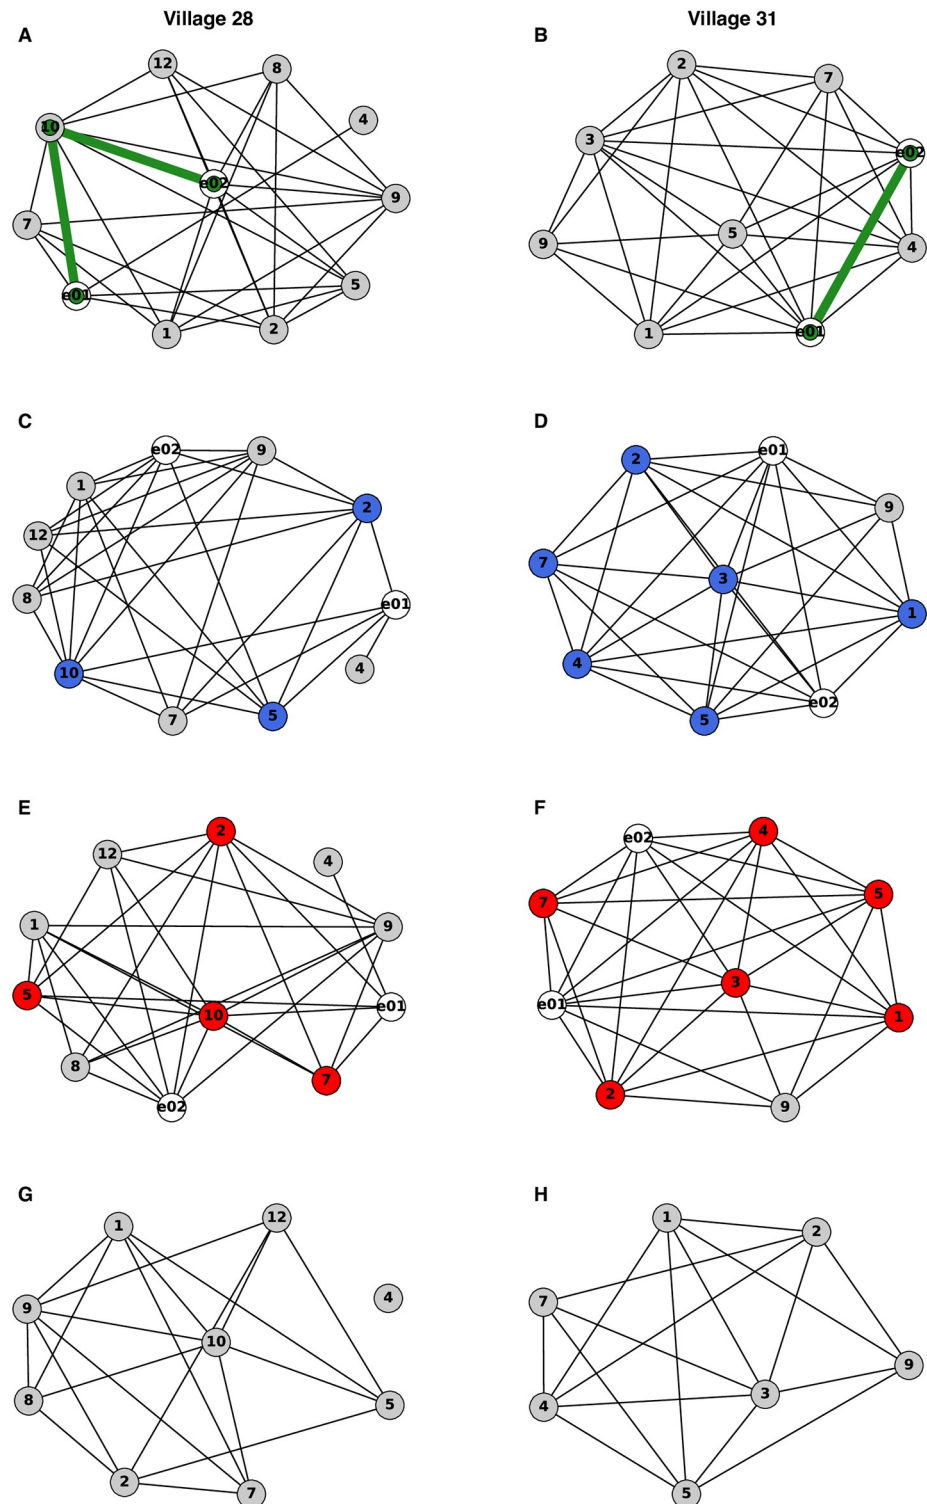 Village 28 Village 31
A B
12 8 2 7
4
10 3 e02
e02
9
7 5
9 4
5
e01
1 2 1 e01
C D
e02 9 2 e01
1
2 9
12
7
8 3
e01 1
4
10 4
7 5 e02
5
E F
2 e02 4
12 4
7 5
1 9
3
5 e01 e01
10 1
8
7 2
e02 9
G H
1 12 1 2
4
9 7
10
9
8 5 4 3
2
7 5